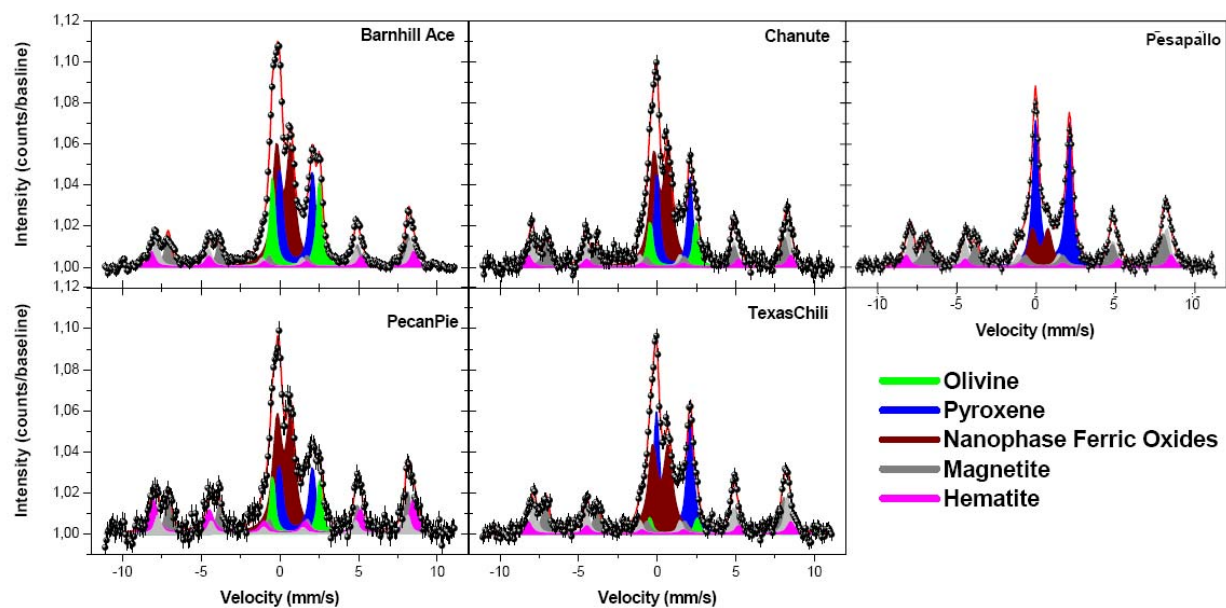 1,12
1,10
1,08
1,06
1,04
1,02
1,00
1,12
Intensity (counts/basline)
Barnhill Ace
Chanute
Pesapallo
-10 -5 0 5 10
Velocity (mm/s)
1,10
1,08
1,06
1,04
1,02
1,00
Intensity (counts/baseline)
PecanPie
TexasChili
-10 -5 0 5 10
Velocity (mm/s)
-10 -5 0 5 10
Velocity (mm/s)
Olivine
Pyroxene
Nanophase Ferric Oxides
Magnetite
Hematite